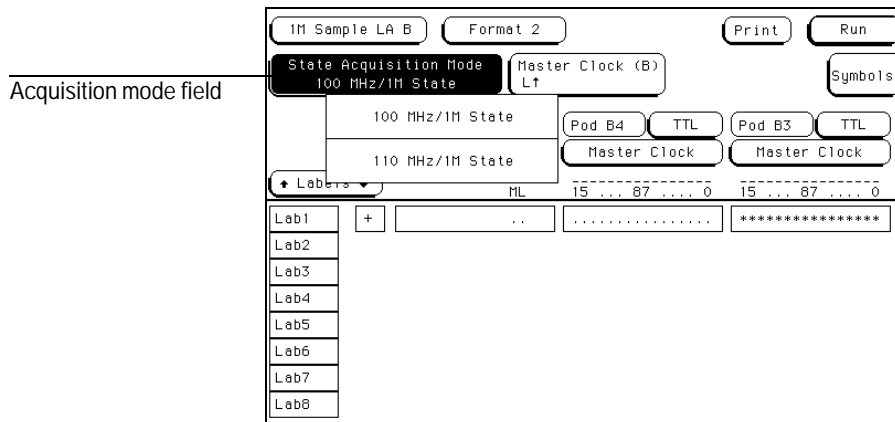 1M Sample LA B Format 2 Print Run
State Acquisition Mode
100 MHz/1M State
Master Clock (B)
L↑
Symbols
Acquisition mode field
100 MHz/1M State
110 MHz/1M State
Pod B4 TTL Pod B3 TTL
Master Clock Master Clock
↑ Labels ↓
ML 15 ... 87 .... 0 15 ... 87 .... 0
Lab1 + .. ................ ****************
Lab2
Lab3
Lab4
Lab5
Lab6
Lab7
Lab8